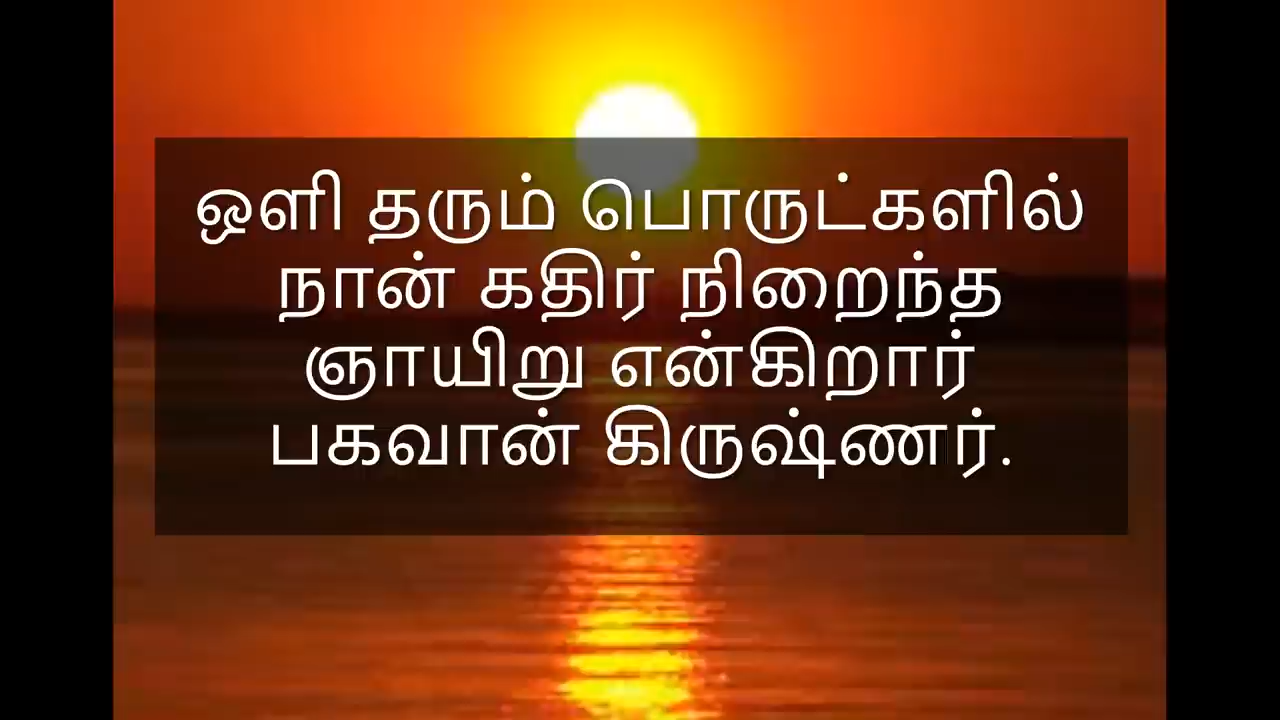 ஒளி தரும் பொருட்களில்
நான் கதிர் நிறைந்த
ஞாயிறு என்கிறார்
பகவான் கிருஷ்ணர்.